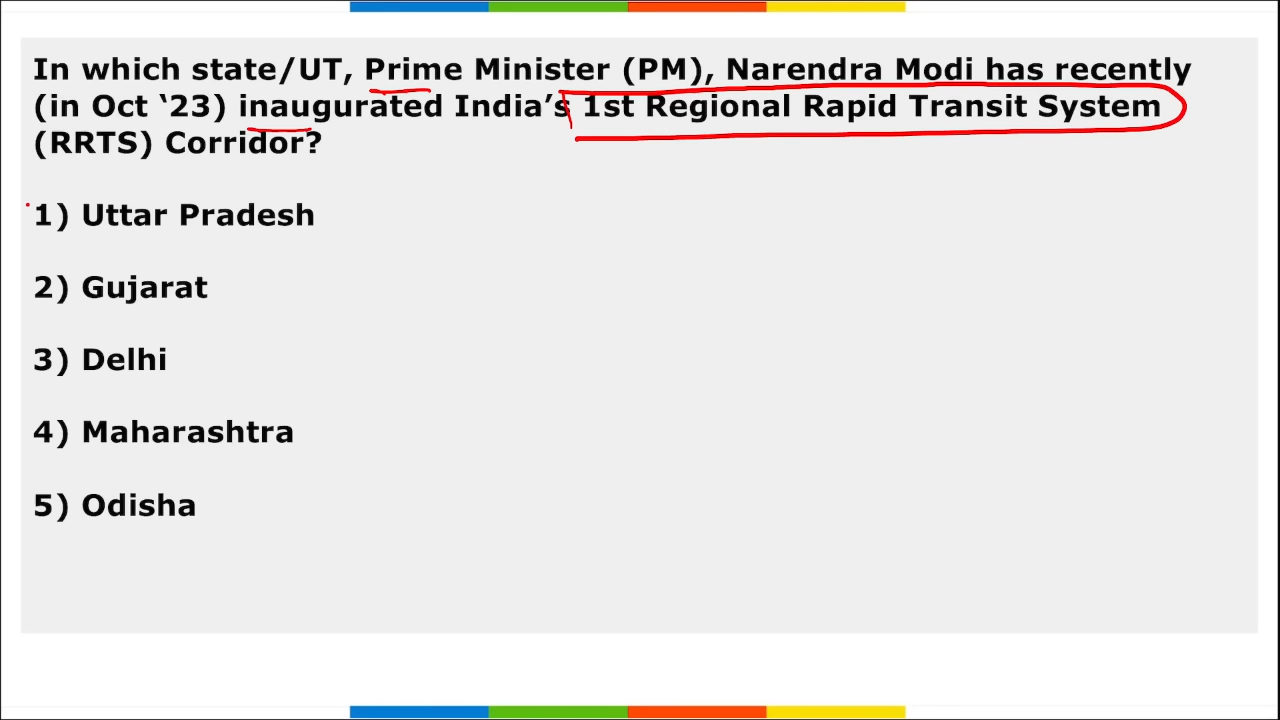 In which state/UT, Prime Minister (PM), Narendra Modi has recently
(in Oct ‘23) inaugurated India’s 1st Regional Rapid Transit System
(RRTS) Corridor?
1) Uttar Pradesh
2) Gujarat
3) Delhi
4) Maharashtra
5) Odisha